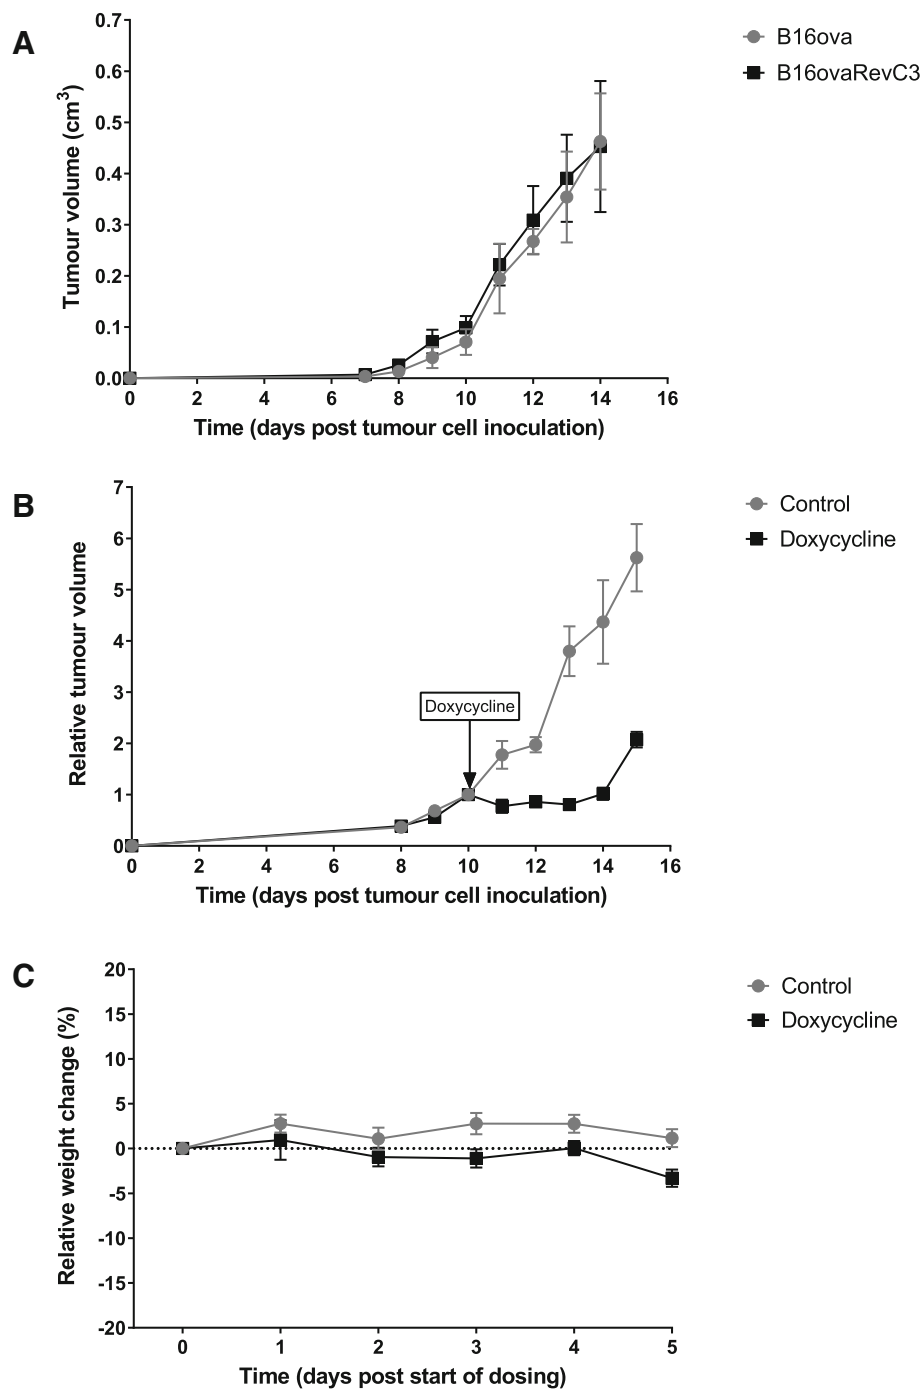 A
0.7
0.6
0.5
0.4
0.3
0.2
0.1
0.0
Tumour volume (cm3)
0 2 4 6 8 10 12 14 16
Time (days post tumour cell inoculation)
B16ova
B16ovaRevC3
B
7
6
5
4
3
2
1
0
Relative tumour volume
Doxycycline
0 2 4 6 8 10 12 14 16
Time (days post tumour cell inoculation)
Control
Doxycycline
C
20
15
10
5
0
-5
-10
-15
-20
Relative weight change (%)
0 1 2 3 4 5
Time (days post start of dosing)
Control
Doxycycline